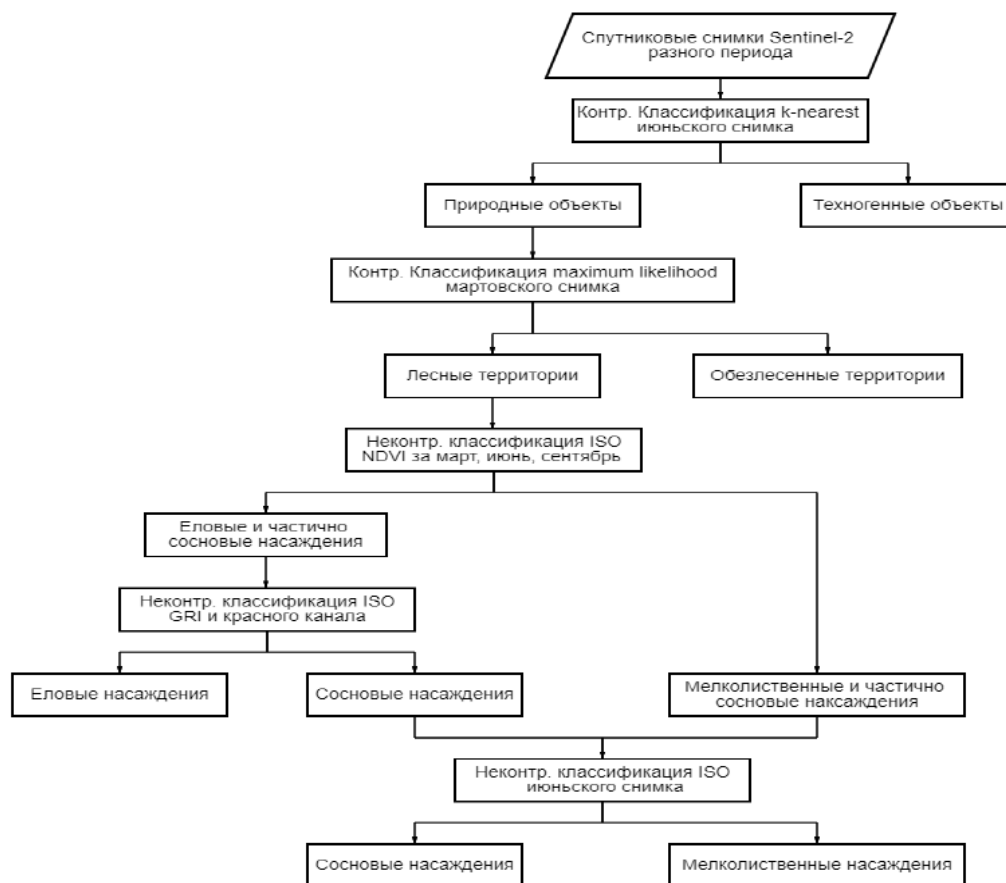 Спутниковые снимки Sentinel-2
разного периода
Контр. Классификация k-nearest
июньского снимка
Природные объекты
Техногенные объекты
Контр. Классификация maximum likelihood
мартовского снимка
Лесные территории
Обезлесенные территории
Неконтр. классификация ISO
NDVI за март, июнь, сентябрь
Еловые и частично
сосновые насаждения
Неконтр. классификация ISO
GRI и красного канала
Еловые насаждения
Сосновые насаждения
Мелколиственные и частично
сосновые наксаждения
Неконтр. классификация ISO
июньского снимка
Сосновые насаждения
Мелколиственные насаждения